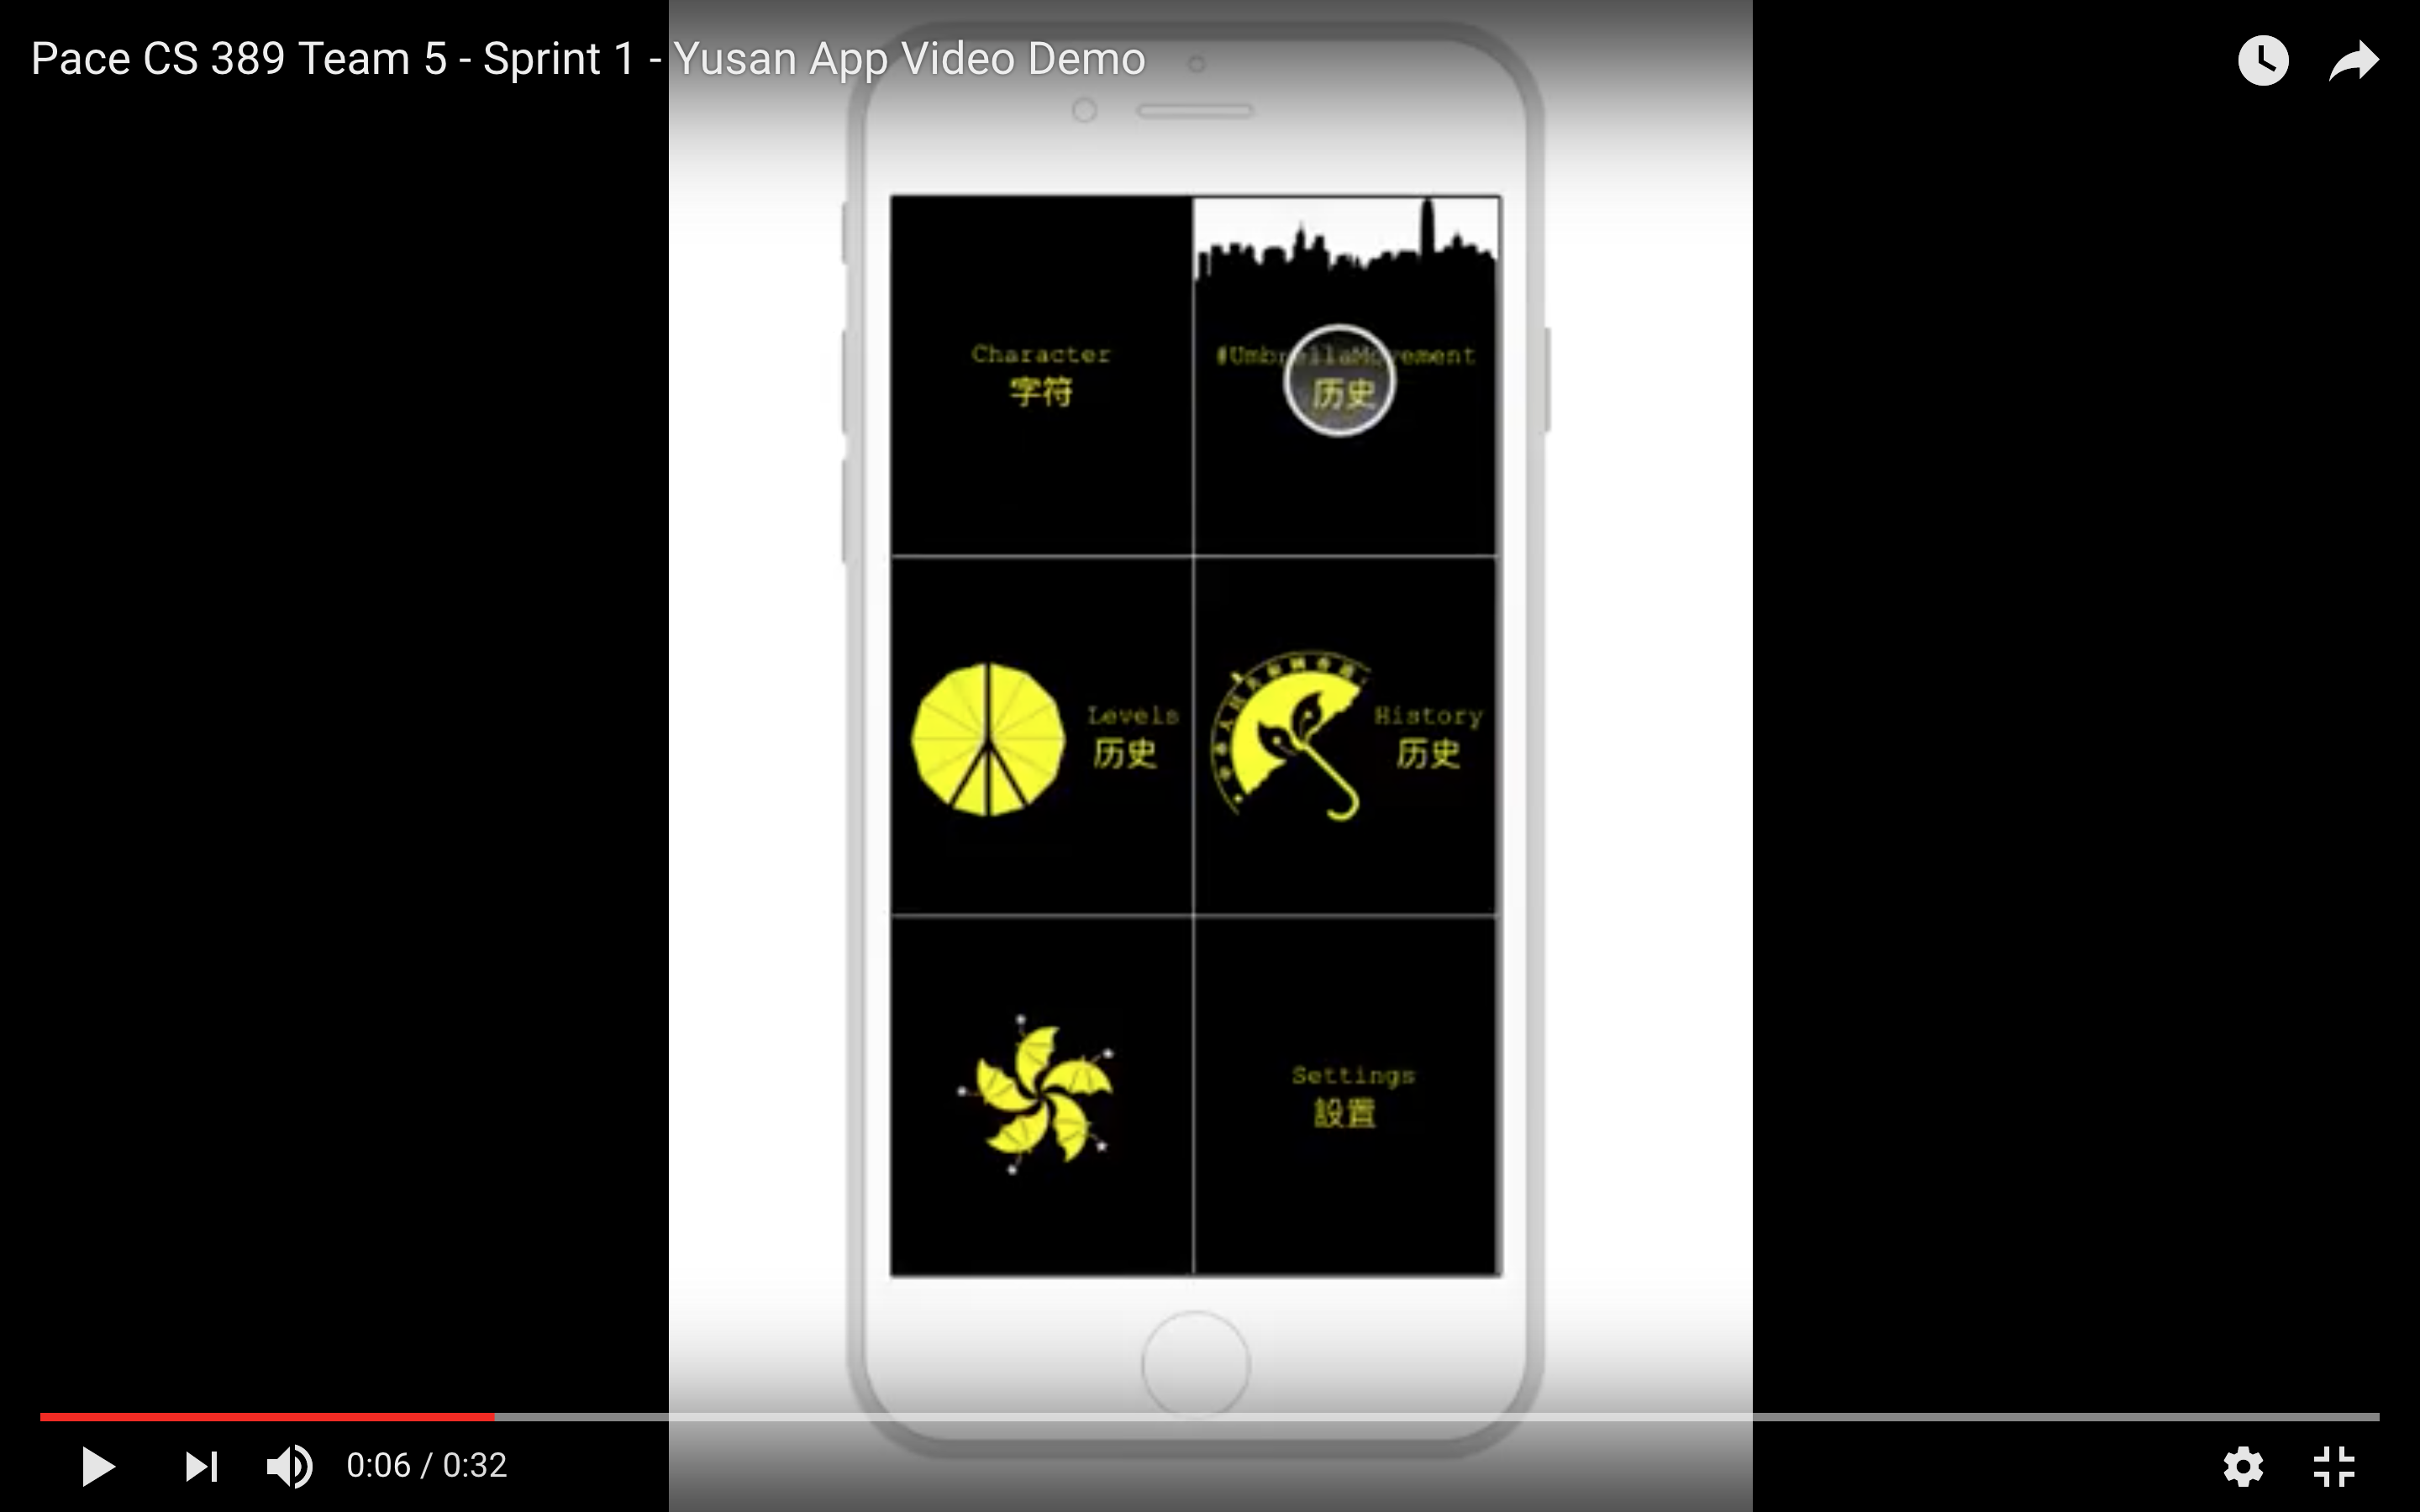 Pace CS 389 Team 5 - Sprint 1 - Yusan App Video Demo
Character
字符
#UmbrellaMovement
历史
Levels
历史
History
历史
Settings
設置
0:06 / 0:32